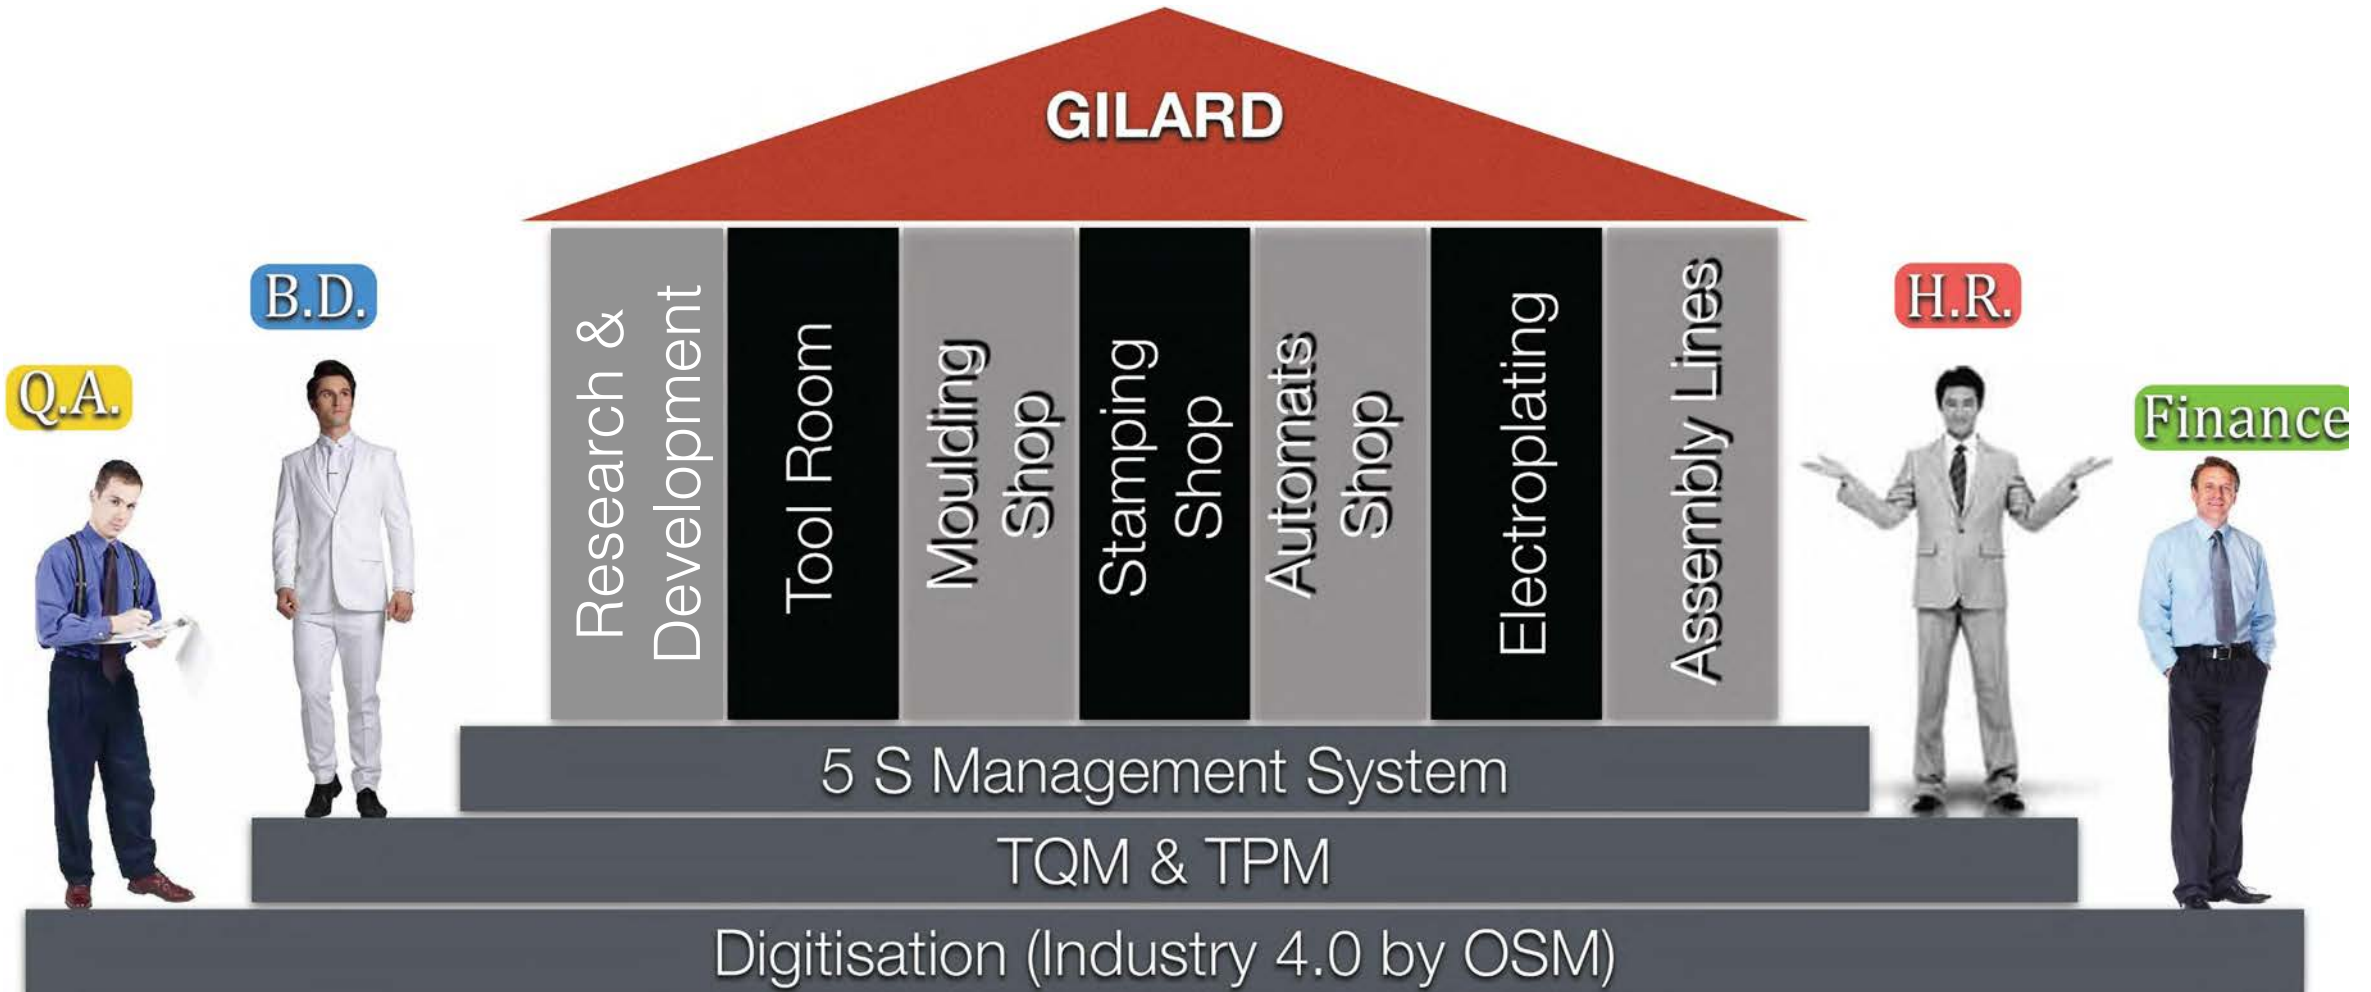 GILARD
B.D.
H.R.
Q.A.
Finance
Research &
Development
Tool Room
Moulding
Shop
Stamping
Shop
Automats
Shop
Electroplating
Assembly Lines
5 S Management System
TQM & TPM
Digitisation (Industry 4.0 by OSM)